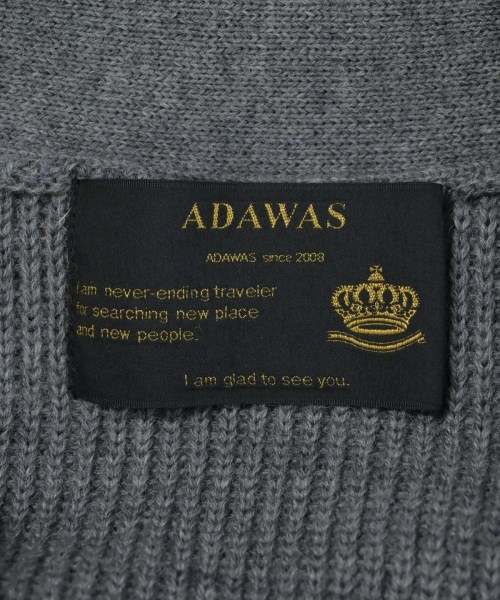 ADAWAS
ADAWAS since 2008
I am never-ending traveler
for searching new place
and new people.
I am glad to see you.